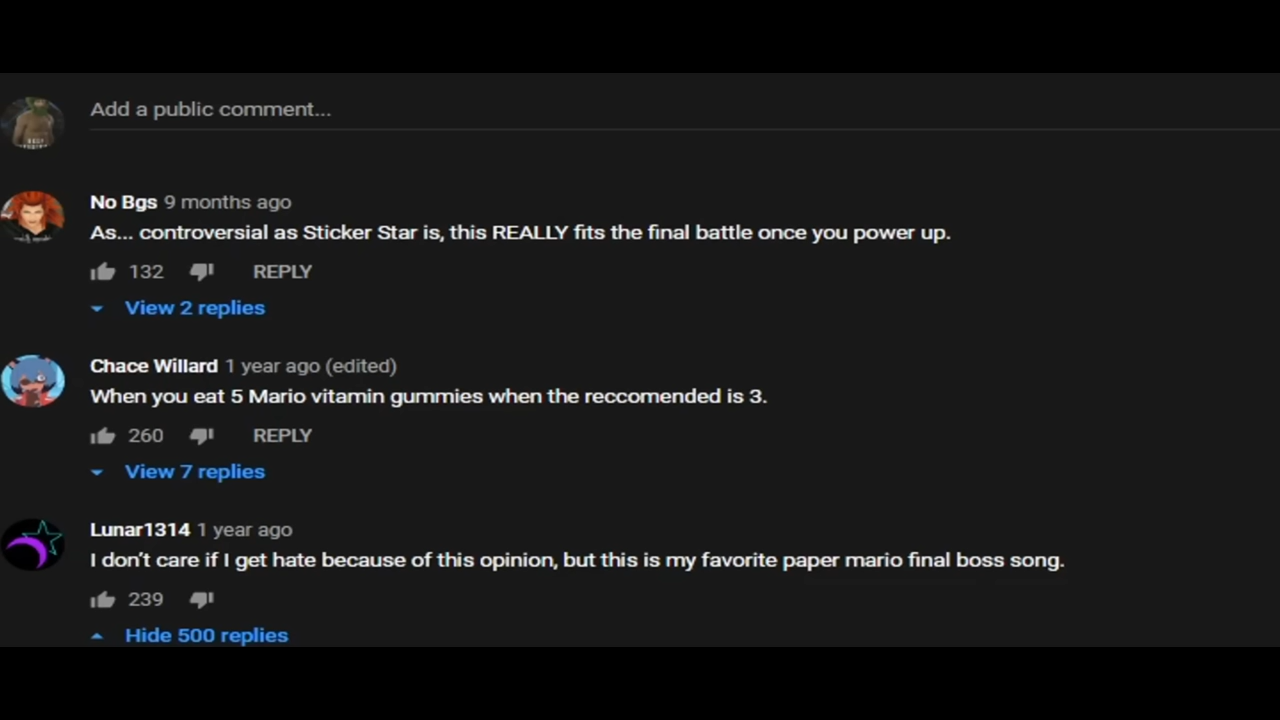 Add a public comment...
No Bgs 9 months ago
As... controversial as Sticker Star is, this REALLY fits the final battle once you power up.
132 REPLY
View 2 replies
Chace Willard 1 year ago (edited)
When you eat 5 Mario vitamin gummies when the reccomended is 3.
260 REPLY
View 7 replies
Lunar1314 1 year ago
I don't care if I get hate because of this opinion, but this is my favorite paper mario final boss song.
239
Hide 500 replies